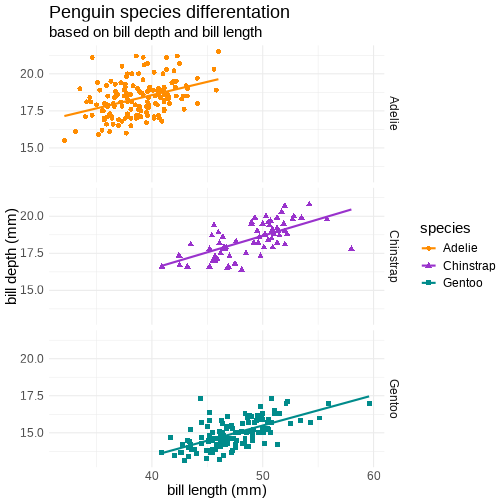 Penguin species differentation
based on bill depth and bill length
20.0
17.5
15.0
Adelie
20.0
17.5
15.0
Chinstrap
20.0
17.5
15.0
Gentoo
bill depth (mm)
40
50
60
bill length (mm)
species
Adelie
Chinstrap
Gentoo